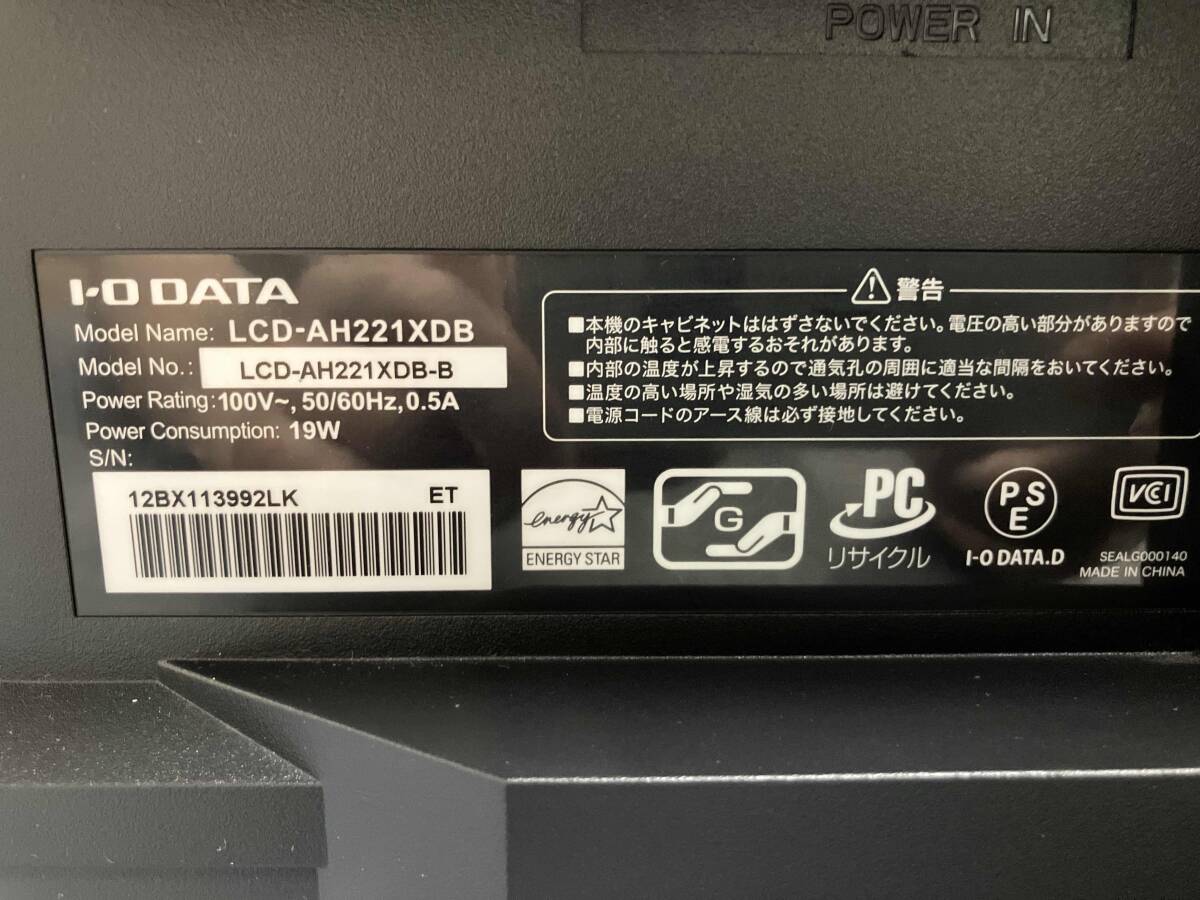 POWER IN
I-O DATA
Model Name: LCD-AH221XDB
Model No.: LCD-AH221XDB-B
Power Rating:100V~, 50/60Hz,0.5A
Power Consumption: 19W
S/N:
12BX113992LK ET
警告
■本機のキャビネットははずさないでください。電圧の高い部分がありますので
内部に触ると感電するおそれがあります。
■内部の温度が上昇するので通気孔の周囲に適当な間隔をおいてください。
■温度の高い場所や湿気の多い場所は避けてください。
■電源コードのアース線は必ず接地してください。
energy
ENERGY STAR
G
PC
リサイクル
PS
E
I-O DATA.D
VCCI
SEALG000140
MADE IN CHINA